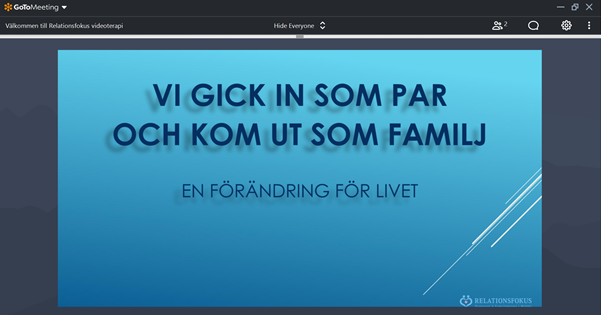 GoToMeeting
Välkommen till Relationsfokus videoterapi
Hide Everyone
2
VI GICK IN SOM PAR
OCH KOM UT SOM FAMILJ
EN FÖRÄNDRING FÖR LIVET
RELATIONSFOKUS